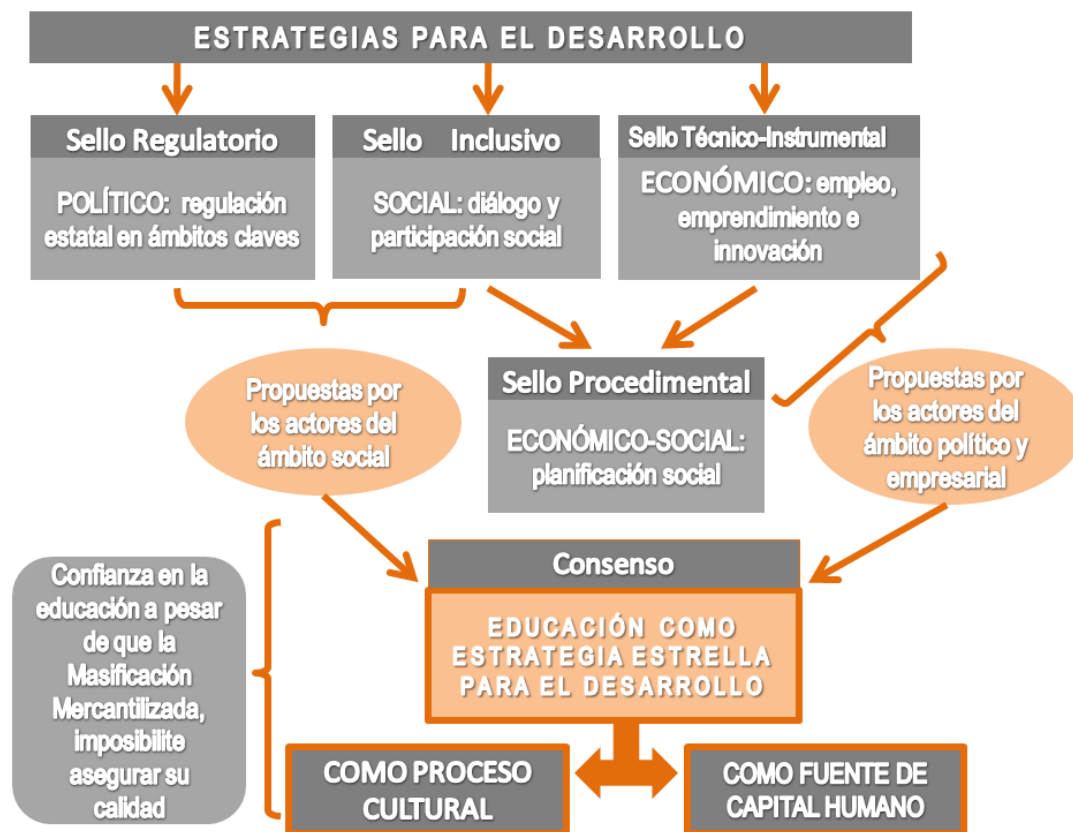 ESTRATEGIAS PARA EL DESARROLLO
Sello Regulatorio
POLÍTICO: regulación
estatal en ámbitos claves
Sello Inclusivo
SOCIAL: diálogo y
participación social
Sello Técnico-Instrumental
ECONÓMICO: empleo,
emprendimiento e
innovación
Propuestas por
los actores del
ámbito social
Sello Procedimental
ECONÓMICO-SOCIAL:
planificación social
Propuestas por
los actores del
ámbito político y
empresarial
Confianza en la
educación a pesar
de que la
Masificación
Mercantilizada,
imposibilite
asegurar su
calidad
Consenso
EDUCACIÓN COMO
ESTRATEGIA ESTRELLA
PARA EL DESARROLLO
COMO PROCESO
CULTURAL
COMO FUENTE DE
CAPITAL HUMANO